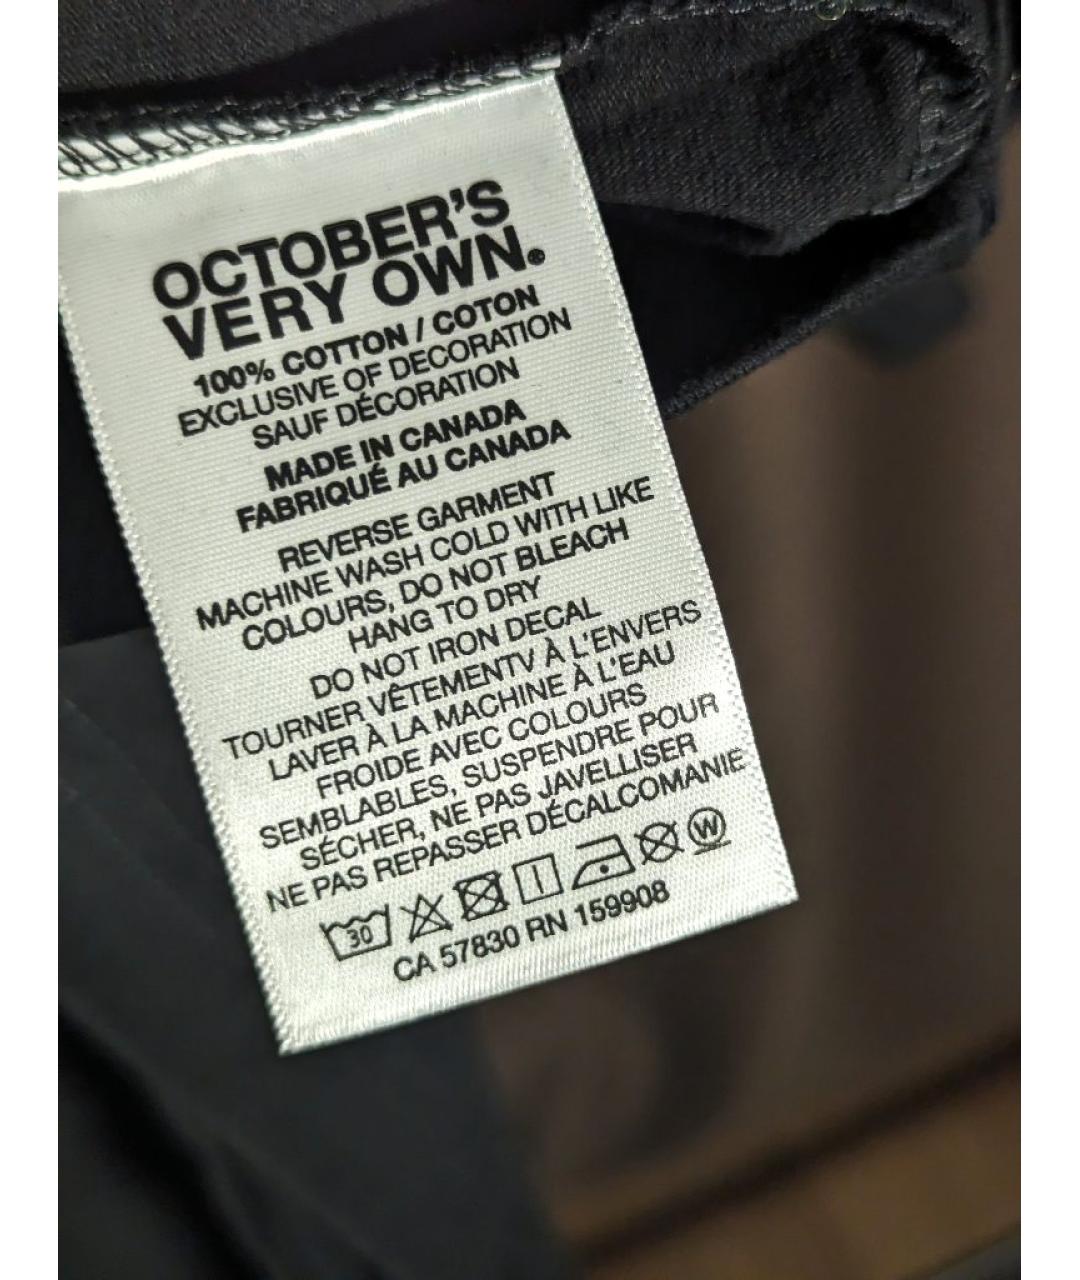 OCTOBER'S
VERY OWN®
100% COTTON / COTON
EXCLUSIVE OF DECORATION
SAUF DÉCORATION
MADE IN CANADA
FABRIQUÉ AU CANADA
REVERSE GARMENT
MACHINE WASH COLD WITH LIKE
COLOURS, DO NOT BLEACH
HANG TO DRY
DO NOT IRON DECAL
TOURNER VÊTEMENTV À L'ENVERS
LAVER À LA MACHINE À L'EAU
FROIDE AVEC COLOURS
SEMBLABLES, SUSPENDRE POUR
SÉCHER, NE PAS JAVELLISER
NE PAS REPASSER DÉCALCOMANIE
30 W
CA 57830 RN 159908